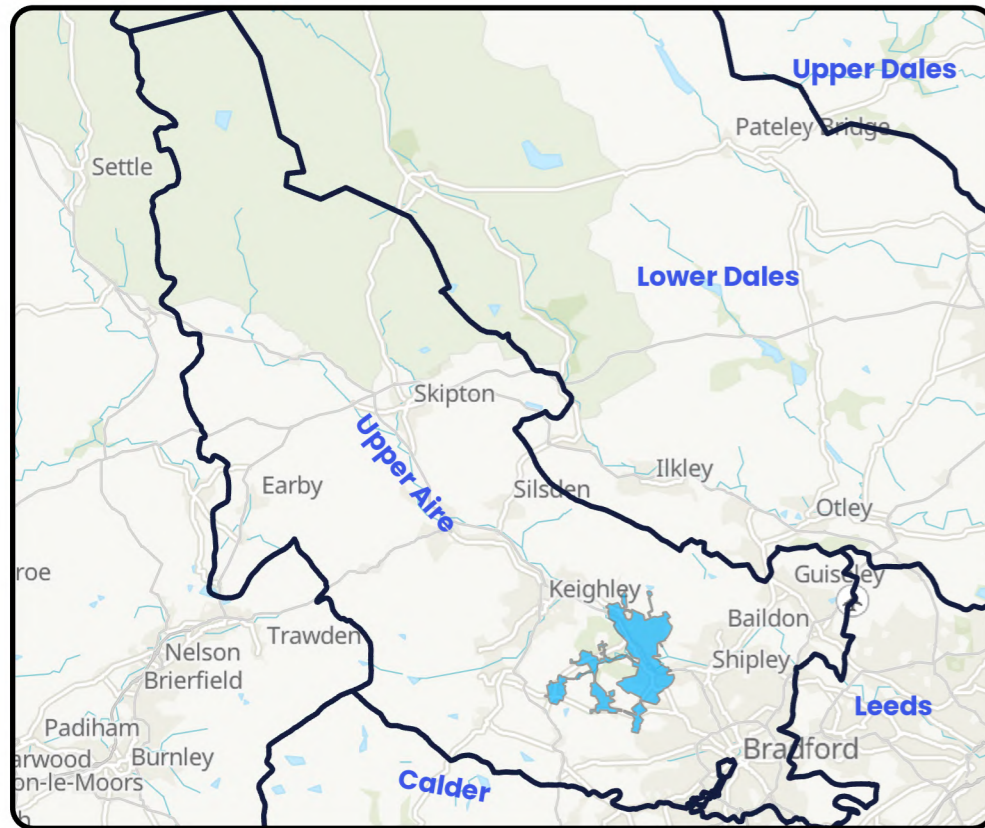 Upper Dales
Pateley Bridge
Settle
Lower Dales
Skipton
Upper Aire
Ilkley
Earby
Silsden
Otley
roe
Guiseley
Keighley
Baildon
Trawden
Nelson
Shipley
Brierfield
Leeds
Padiham
Bradford
arwood
Burnley
on-le-Moors
Calder
h